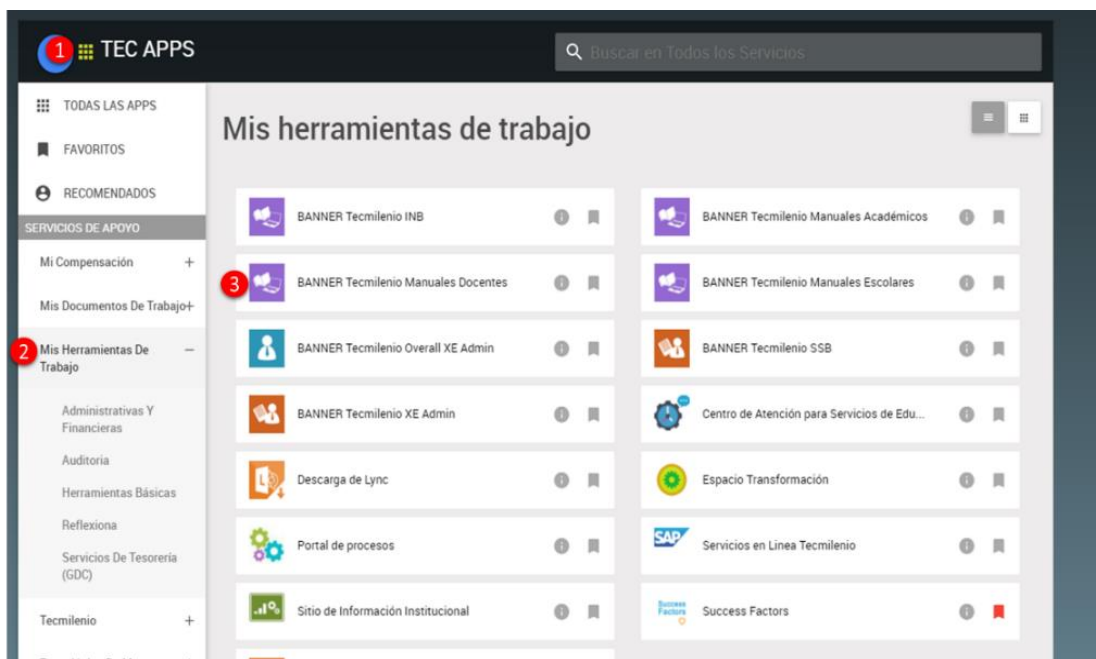 1 TEC APPS
Buscar en Todos los Servicios
TODAS LAS APPS
FAVORITOS
RECOMENDADOS
SERVICIOS DE APOYO
Mi Compensación +
Mis Documentos De Trabajo+
2 Mis Herramientas De –
Trabajo
Administrativas Y
Financieras
Auditoria
Herramientas Básicas
Reflexiona
Servicios De Tesorería
(GDC)
Tecmilenio +
Mis herramientas de trabajo
BANNER Tecmilenio INB
BANNER Tecmilenio Manuales Académicos
3 BANNER Tecmilenio Manuales Docentes
BANNER Tecmilenio Manuales Escolares
BANNER Tecmilenio Overall XE Admin
BANNER Tecmilenio SSB
BANNER Tecmilenio XE Admin
Centro de Atención para Servicios de Edu...
Descarga de Lync
Espacio Transformación
Portal de procesos
SAP Servicios en Linea Tecmilenio
Sitio de Información Institucional
Success
Factors
Success Factors